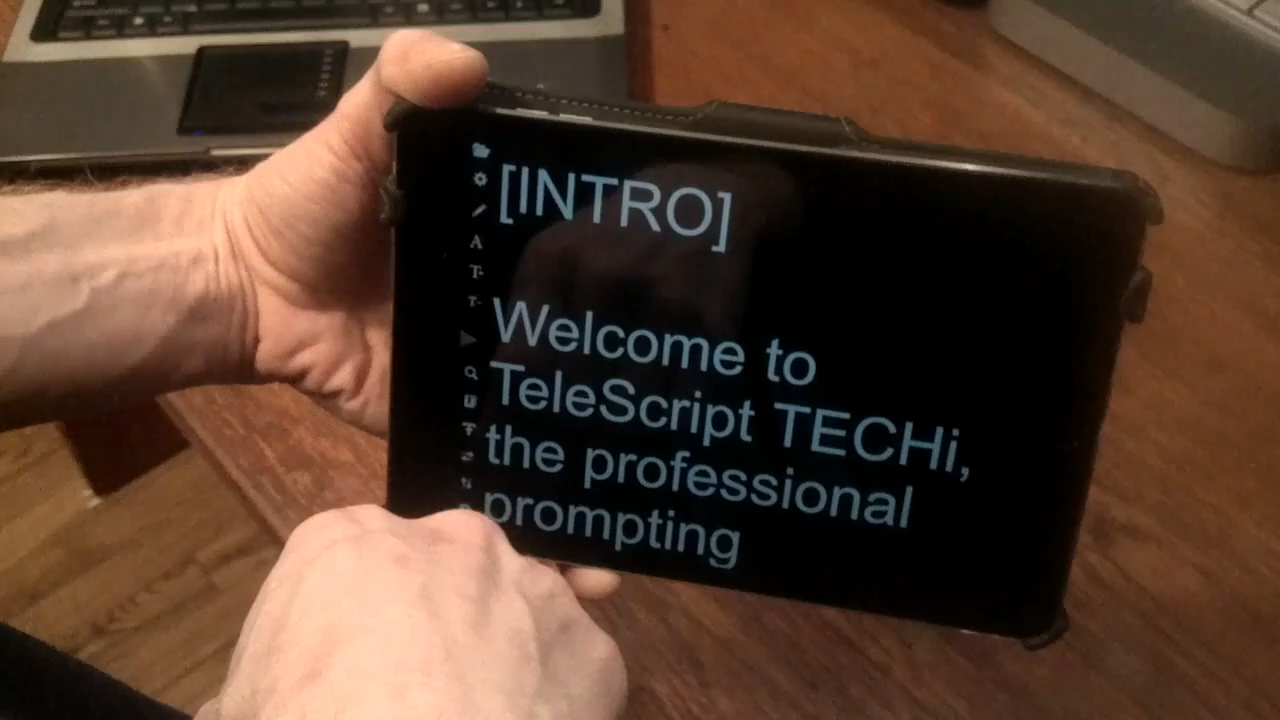 [INTRO]
Welcome to
TeleScript TECHi,
the professional
prompting